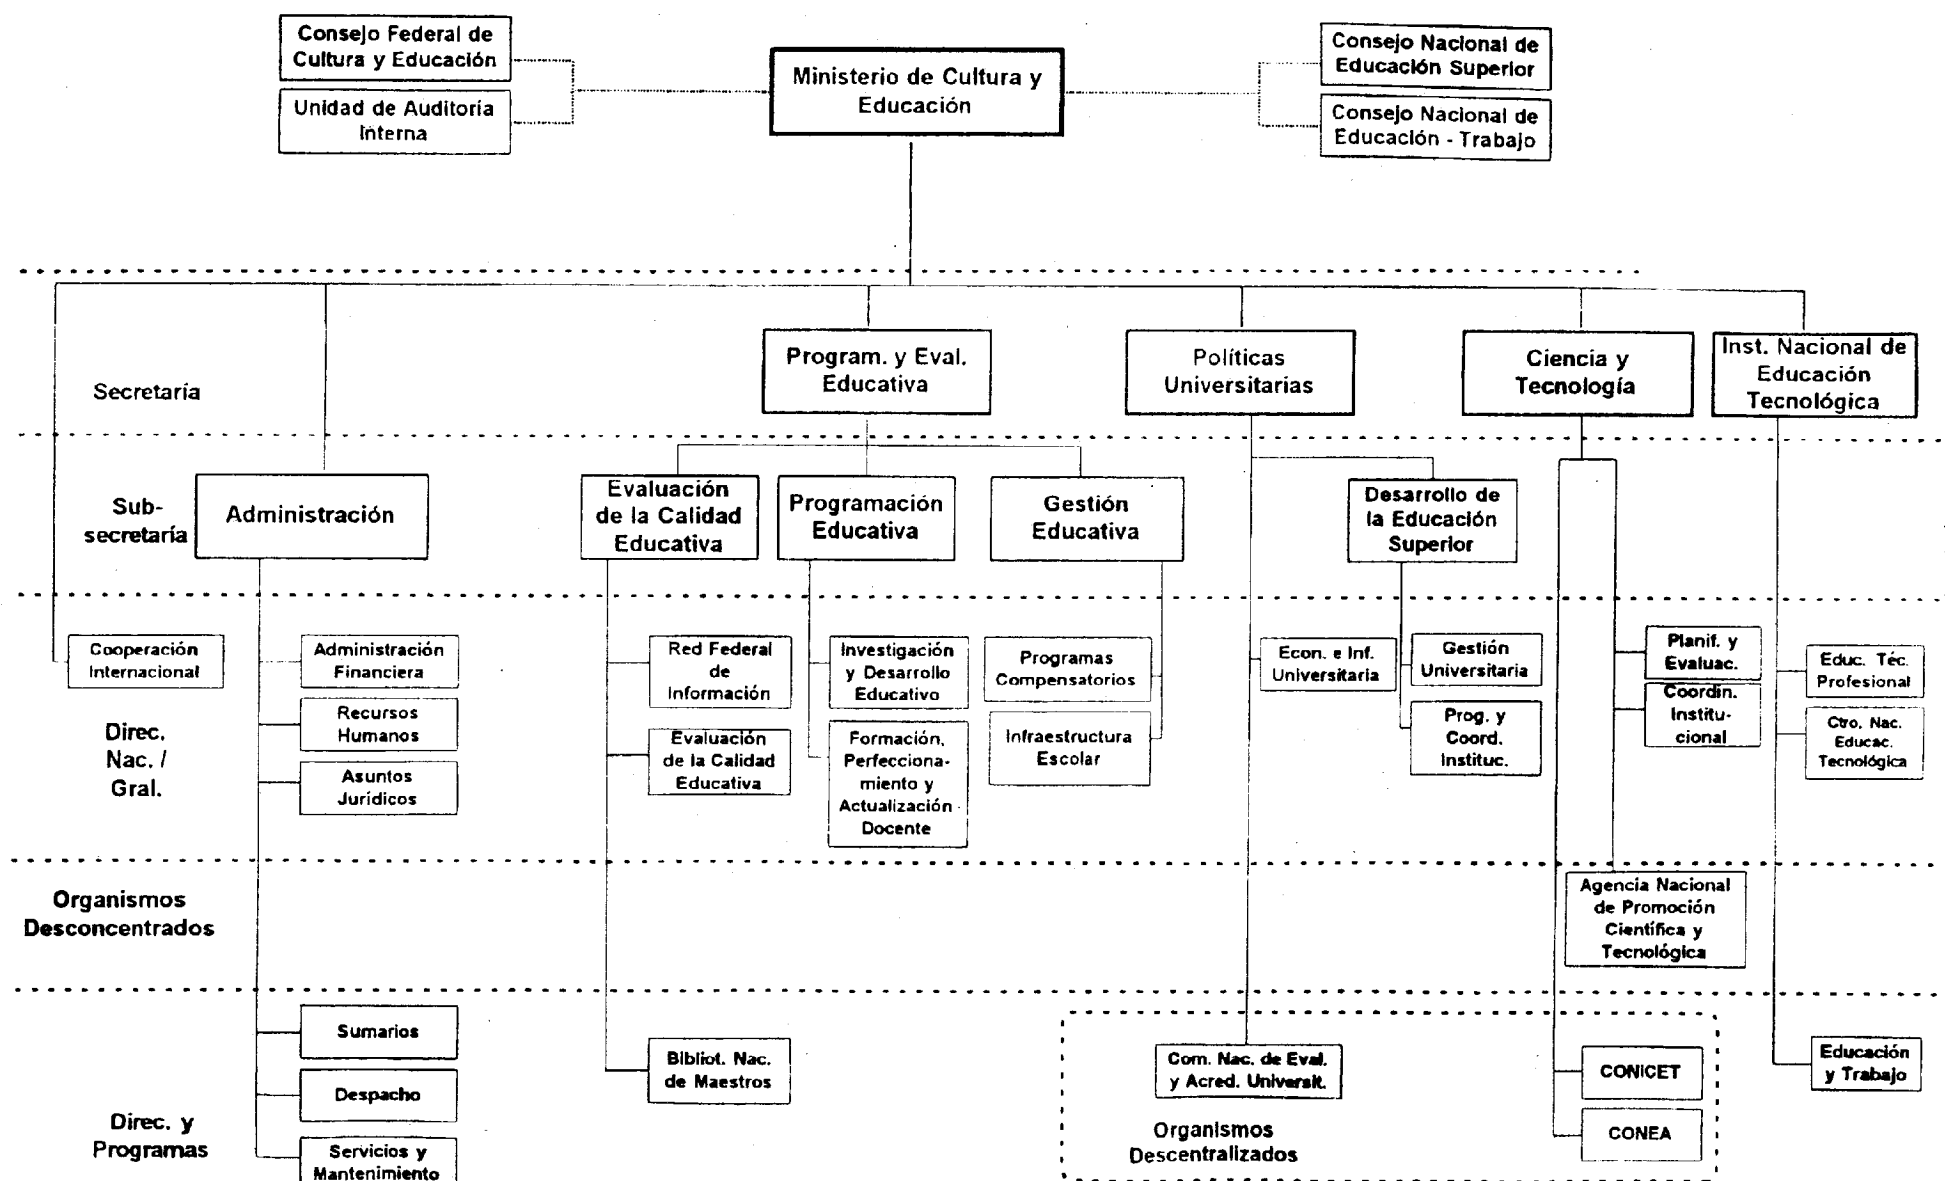 Consejo Federal de
Cultura y Educación
Unidad de Auditoría
Interna
Ministerio de Cultura y
Educación
Consejo Nacional de
Educación Superior
Consejo Nacional de
Educación - Trabajo
Secretaría
Program. y Eval.
Educativa
Políticas
Universitarias
Ciencia y
Tecnología
Inst. Nacional de
Educación
Tecnológica
Sub-
secretaría
Administración
Evaluación
de la Calidad
Educativa
Programación
Educativa
Gestión
Educativa
Desarrollo de
la Educación
Superior
Direc.
Nac. /
Gral.
Cooperación
Internacional
Administración
Financiera
Recursos
Humanos
Asuntos
Jurídicos
Red Federal
de
Información
Evaluación
de la Calidad
Educativa
Investigación
y Desarrollo
Educativo
Formación,
Perfecciona-
miento y
Actualización
Docente
Programas
Compensatorios
Infraestructura
Escolar
Econ. e Inf.
Universitaria
Gestión
Universitaria
Prog. y
Coord.
Instituc.
Planif. y
Evaluac.
Coordin.
Institu-
cional
Educ. Téc.
Profesional
Ctro. Nac.
Educac.
Tecnológica
Organismos
Desconcentrados
Agencia Nacional
de Promoción
Científica y
Tecnológica
Direc. y
Programas
Sumarios
Despacho
Servicios y
Mantenimiento
Bibliot. Nac.
de Maestros
Com. Nac. de Eval.
y Acred. Universit.
Organismos
Descentralizados
CONICET
CONEA
Educación
y Trabajo